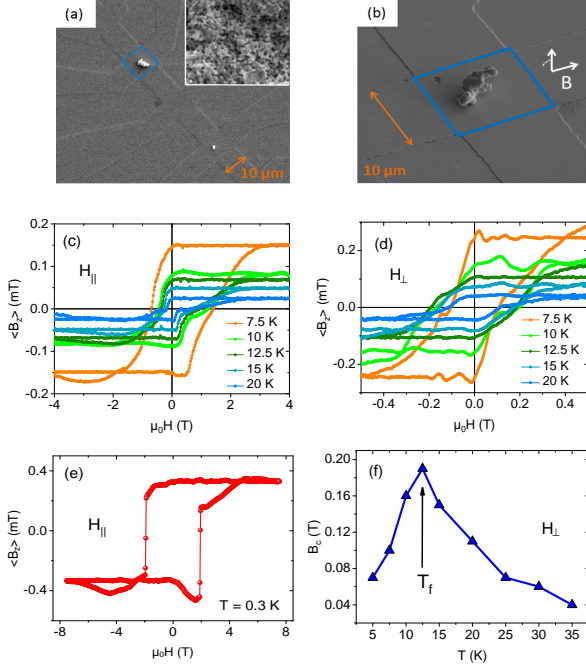 (a)
10 μm
(b)
B
10 μm
(c)
H||
<Bz> (mT)
0.2
0.1
0.0
-0.1
-0.2
-4 -2 0 2 4
μ₀H (T)
7.5 K
10 K
12.5 K
15 K
20 K
(d)
H⊥
<Bz> (mT)
0.2
0.0
-0.2
-0.4 -0.2 0.0 0.2 0.4
μ₀H (T)
7.5 K
10 K
12.5 K
15 K
20 K
(e)
H||
<Bz> (mT)
0.4
0.0
-0.4
-8 -4 0 4 8
μ₀H (T)
T = 0.3 K
(f)
H⊥
Bc (T)
0.20
0.16
0.12
0.08
0.04
Tf
5 10 15 20 25 30 35
T (K)